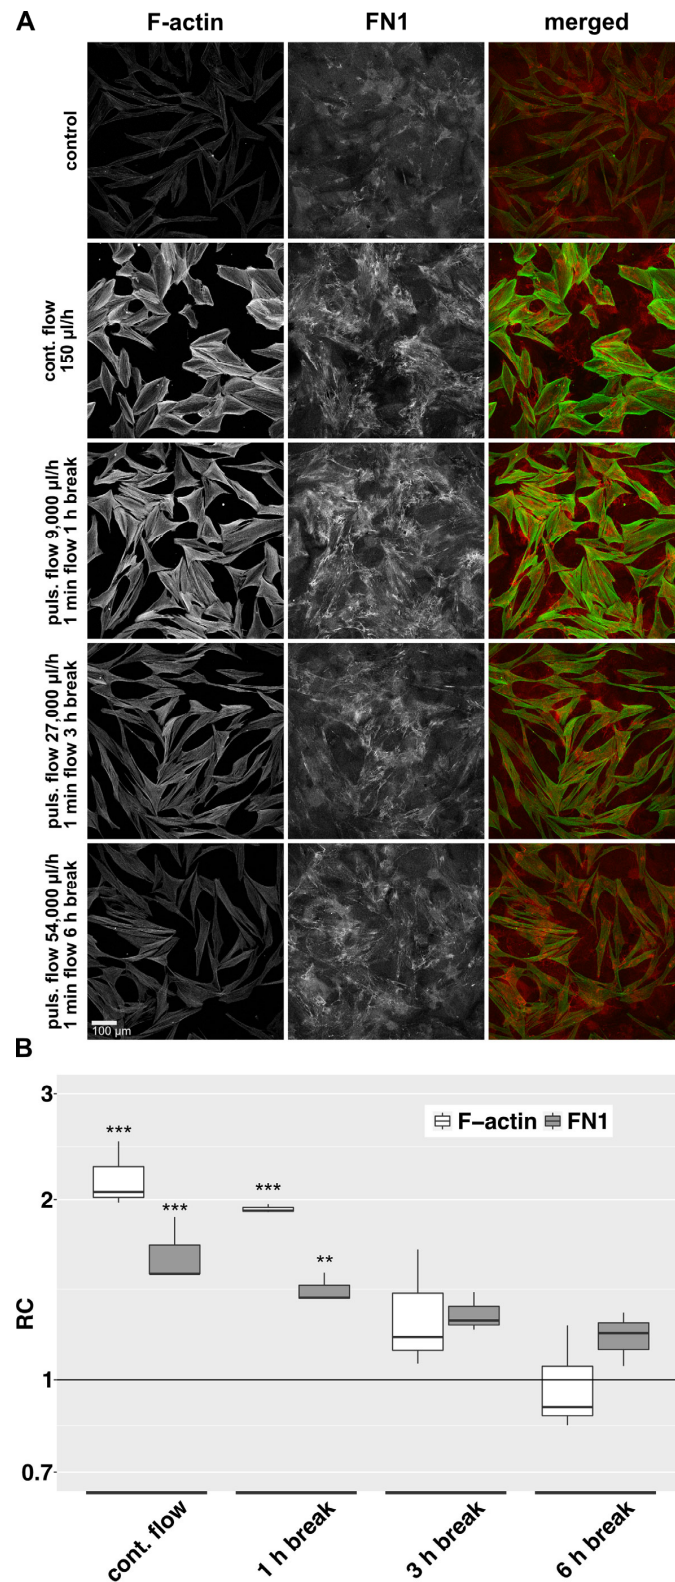 A
F-actin
FN1
merged
control
cont. flow
150 µl/h
puls. flow 9,000 µl/h
1 min flow 1 h break
puls. flow 27,000 µl/h
1 min flow 3 h break
puls. flow 54,000 µl/h
1 min flow 6 h break
100 µm
B
3
2
1
0.7
RC
F−actin
FN1
***
***
***
**
cont. flow
1 h break
3 h break
6 h break